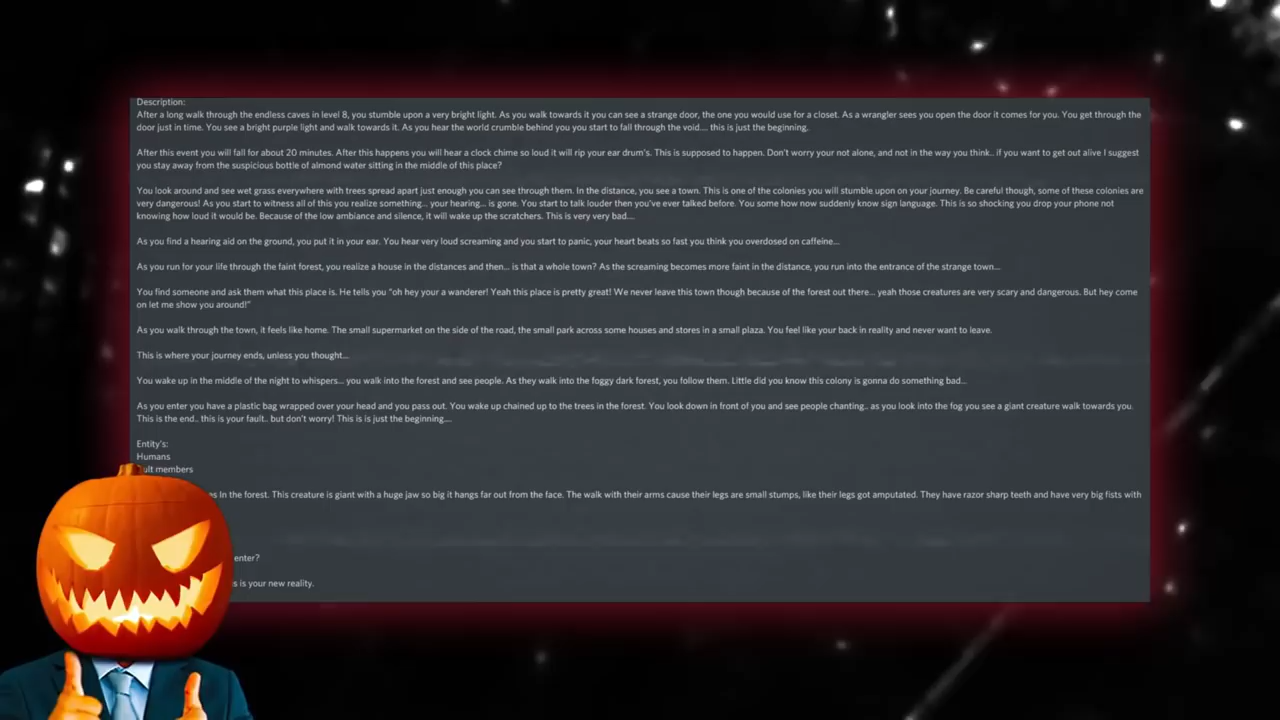 Description:
After a long walk through the endless caves in level 8, you stumble upon a very bright light. As you walk towards it you can see a strange door, the one you would use for a closet. As a wrangler sees you open the door it comes for you. You get through the
door just in time. You see a bright purple light and walk towards it. As you hear the world crumble behind you you start to fall through the void.... this is just the beginning.
After this event you will fall for about 20 minutes. After this happens you will hear a clock chime so loud it will rip your ear drum's. This is supposed to happen. Don't worry your not alone, and not in the way you think.. if you want to get out alive I suggest
you stay away from the suspicious bottle of almond water sitting in the middle of this place?
You look around and see wet grass everywhere with trees spread apart just enough you can see through them. In the distance, you see a town. This is one of the colonies you will stumble upon on your journey. Be careful though, some of these colonies are
very dangerous! As you start to witness all of this you realize something... your hearing... is gone. You start to talk louder then you've ever talked before. You some how now suddenly know sign language. This is so shocking you drop your phone not
knowing how loud it would be. Because of the low ambiance and silence, it will wake up the scratchers. This is very very bad....
As you find a hearing aid on the ground, you put it in your ear. You hear very loud screaming and you start to panic, your heart beats so fast you think you overdosed on caffeine...
As you run for your life through the faint forest, you realize a house in the distances and then... is that a whole town? As the screaming becomes more faint in the distance, you run into the entrance of the strange town...
You find someone and ask them what this place is. He tells you "oh hey your a wanderer! Yeah this place is pretty great! We never leave this town though because of the forest out there... yeah those creatures are very scary and dangerous. But hey come
on let me show you around!"
As you walk through the town, it feels like home. The small supermarket on the side of the road, the small park across some houses and stores in a small plaza. You feel like your back in reality and never want to leave.
This is where your journey ends, unless you thought...
You wake up in the middle of the night to whispers... you walk into the forest and see people. As they walk into the foggy dark forest, you follow them. Little did you know this colony is gonna do something bad...
As you enter you have a plastic bag wrapped over your head and you pass out. You wake up chained up to the trees in the forest. You look down in front of you and see people chanting.. as you look into the fog you see a giant creature walk towards you.
This is the end.. this is your fault.. but don't worry! This is is just the beginning....
Entity's:
Humans
members
In the forest. This creature is giant with a huge jaw so big it hangs far out from the face. The walk with their arms cause their legs are small stumps, like their legs got amputated. They have razor sharp teeth and have very big fists with
enter?
is your new reality.